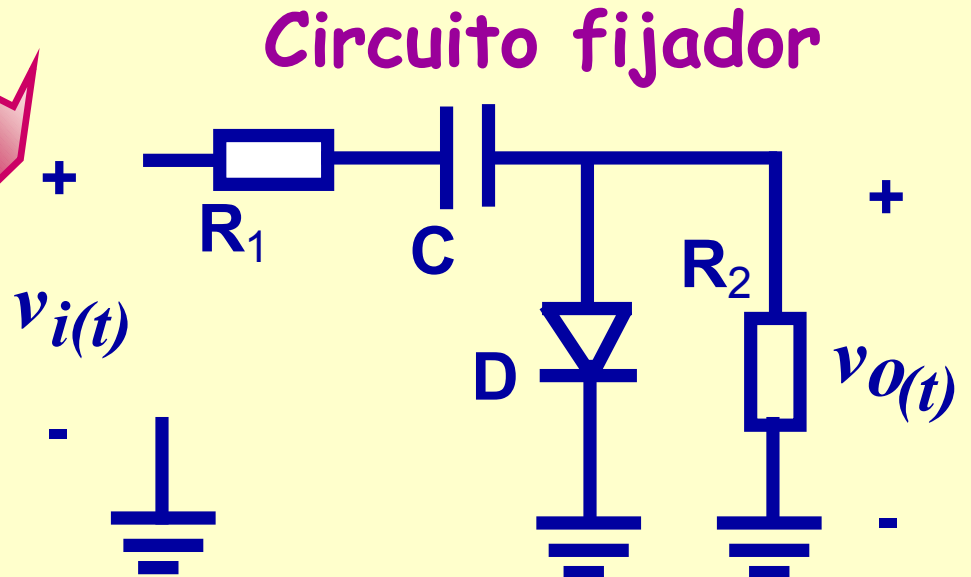 Circuito fijador
+
+
R1
C
R2
vi(t)
D
vo(t)
-
-